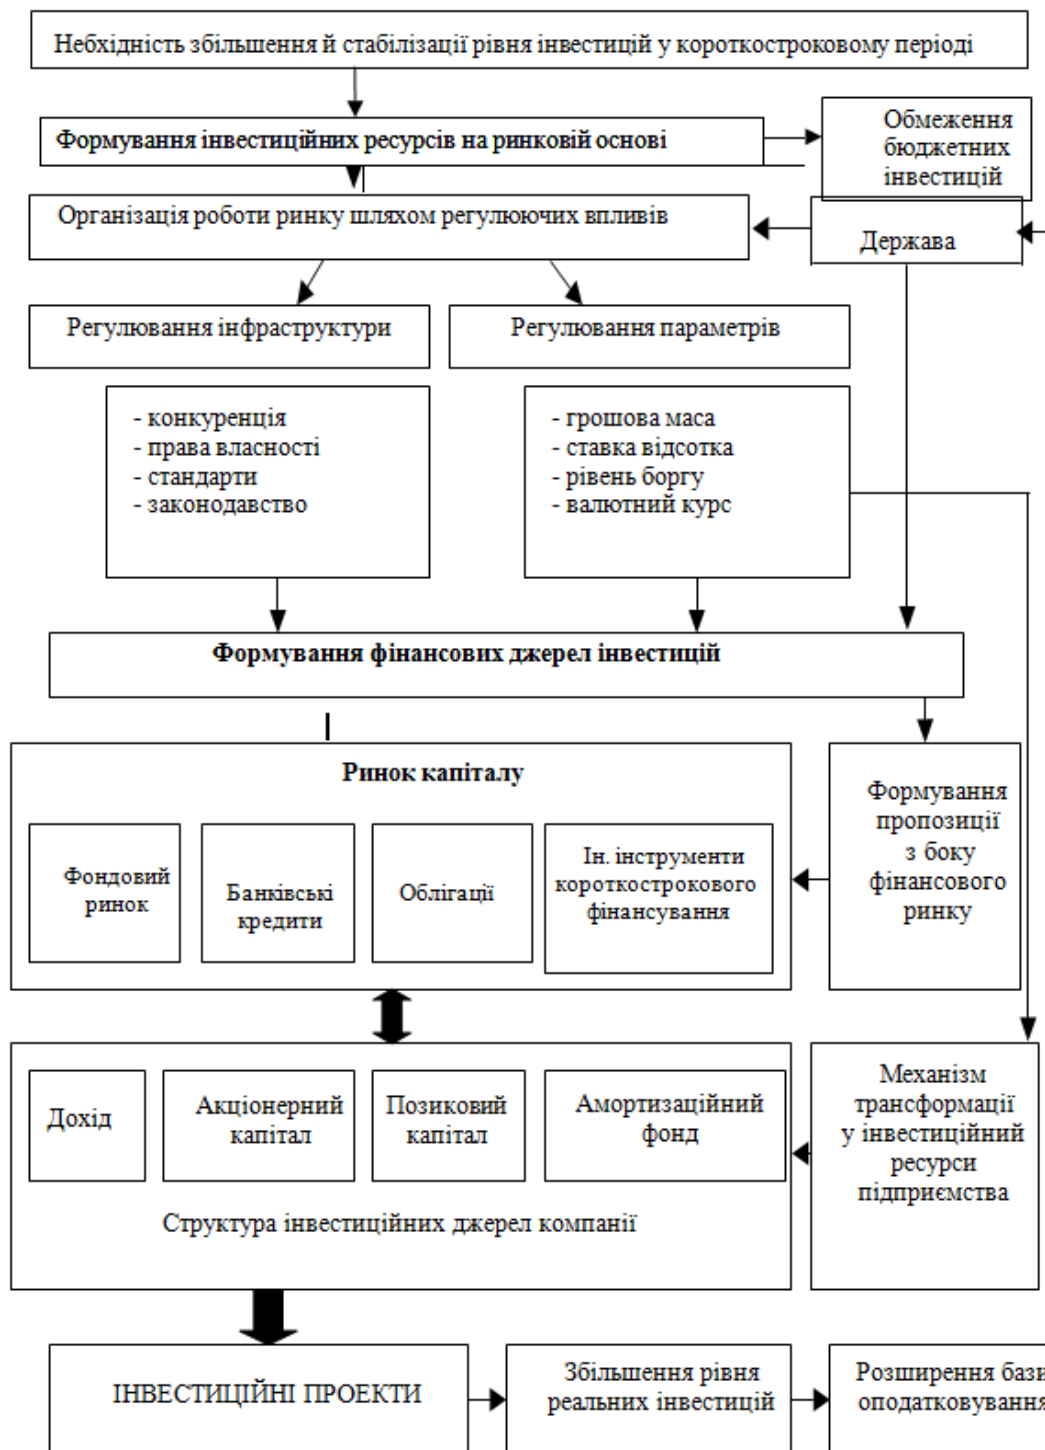 Небхідність збільшення й стабілізації рівня інвестицій у короткостроковому періоді
Формування інвестиційних ресурсів на ринковій основі
Обмеження
бюджетних
інвестицій
Організація роботи ринку шляхом регулюючих впливів
Держава
Регулювання інфраструктури
Регулювання параметрів
- конкуренція
- права власності
- стандарти
- законодавство
- грошова маса
- ставка відсотка
- рівень боргу
- валютний курс
Формування фінансових джерел інвестицій
Ринок капіталу
Фондовий
ринок
Банківські
кредити
Облігації
Ін. інструменти
короткострокового
фінансування
Формування
пропозиції
з боку
фінансового
ринку
Дохід
Акціонерний
капітал
Позиковий
капітал
Амортизаційний
фонд
Структура інвестиційних джерел компанії
Механізм
трансформації
у інвестиційний
ресурси
підприємства
ІНВЕСТИЦІЙНІ ПРОЕКТИ
Збільшення рівня
реальних інвестицій
Розширення бази
оподатковування